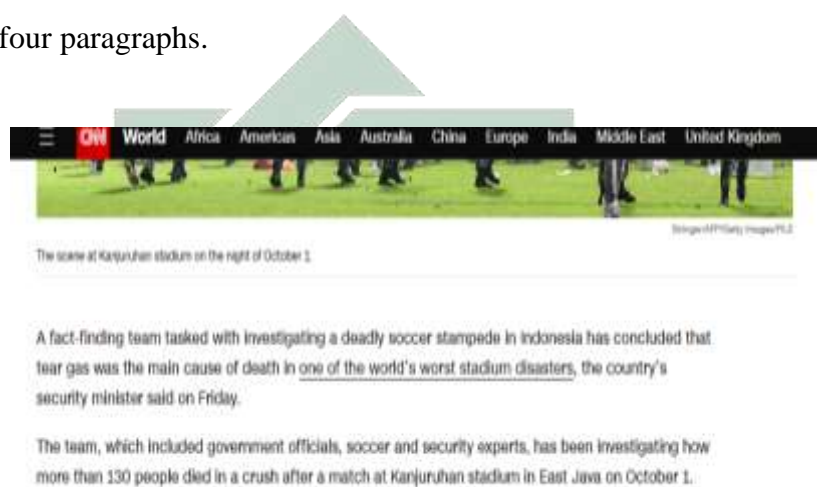 four paragraphs.
CNN World Africa Americas Asia Australia China Europe India Middle East United Kingdom
Stringer/AFP/Getty Images/FILE
The scene at Kanjuruhan stadium on the night of October 1.
A fact-finding team tasked with investigating a deadly soccer stampede in Indonesia has concluded that
tear gas was the main cause of death in one of the world's worst stadium disasters, the country's
security minister said on Friday.
The team, which included government officials, soccer and security experts, has been investigating how
more than 130 people died in a crush after a match at Kanjuruhan stadium in East Java on October 1.